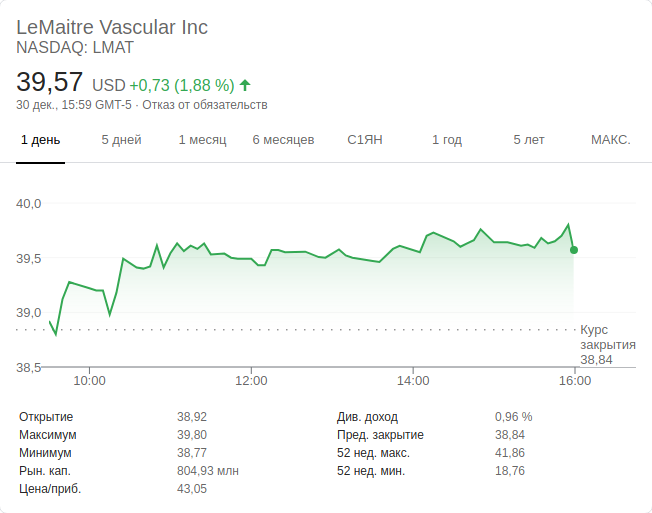 LeMaitre Vascular Inc
NASDAQ: LMAT
39,57 USD +0,73 (1,88 %)
30 дек., 15:59 GMT-5 · Отказ от обязательств
1 день 5 дней 1 месяц 6 месяцев С1ЯН 1 год 5 лет МАКС.
40,0
39,5
39,0
Курс
закрытия
38,84
38,5
10:00 12:00 14:00 16:00
Открытие 38,92 Див. доход 0,96 %
Максимум 39,80 Пред. закрытие 38,84
Минимум 38,77 52 нед. макс. 41,86
Рын. кап. 804,93 млн 52 нед. мин. 18,76
Цена/приб. 43,05